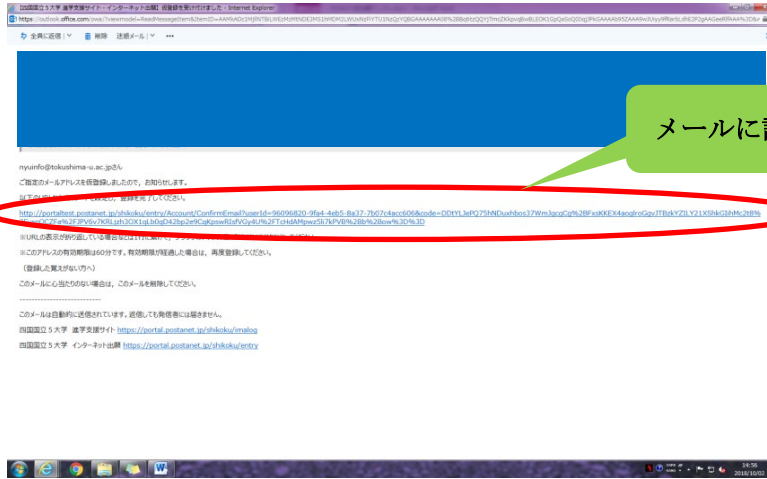 【四国国立５大学 進学支援サイト・インターネット出願】仮登録を受け付けました - Internet Explorer
全員に返信 削除 迷惑メール
メールに
nyuinfo@tokushima-u.ac.jpさん
ご指定のメールアドレスを仮登録しましたので，お知らせします。
登録を完了してください。
http://portaltest.postanet.jp/shikoku/entry/Account/ConfirmEmail?userId=96096820-9fa4-4eb5-8a37-7b07c4acc606&code=
※URLの表示が折り返している場合などは1行に繋げて，
※このアドレスの有効期限は60分です。有効期限が経過した場合は，再度登録してください。
（登録した覚えがない方へ）
このメールに心当たりのない場合は，このメールを削除してください。
---------------------------
このメールは自動的に送信されています。返信しても発信者には届きません。
四国国立５大学 進学支援サイト https://portal.postanet.jp/shikoku/imalog
四国国立５大学 インターネット出願 https://portal.postanet.jp/shikoku/entry
14:56
2018/10/02